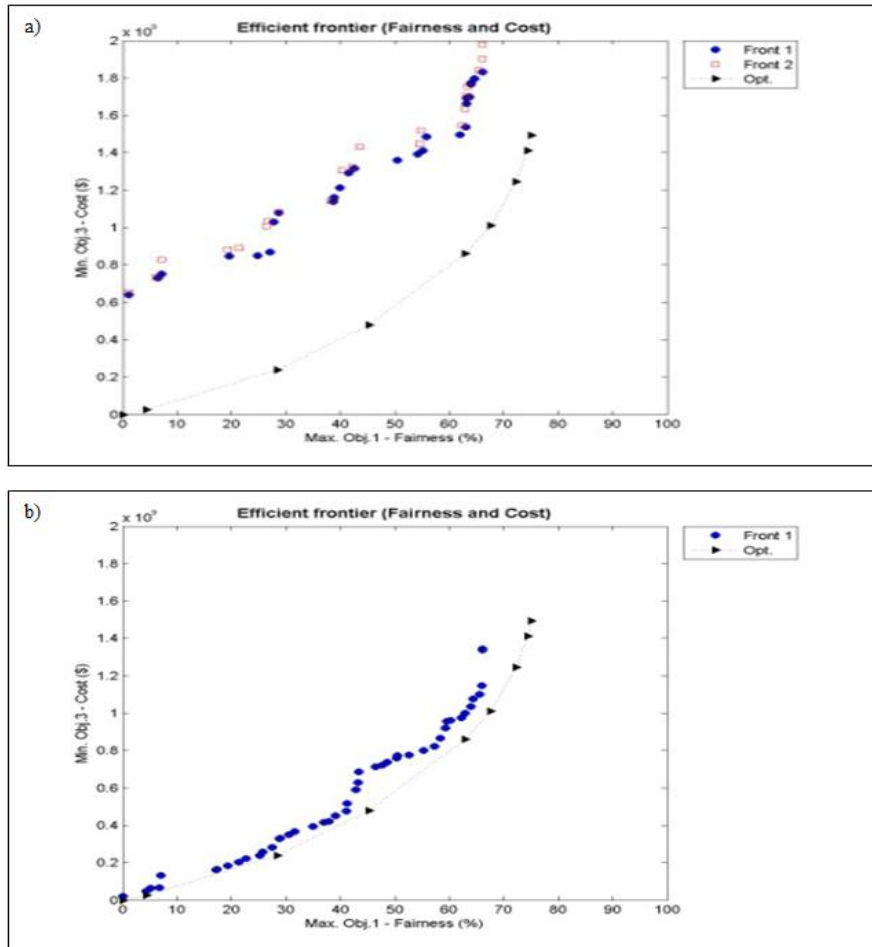 a)
Efficient frontier (Fairness and Cost)
x 10⁹
2
1.8
1.6
1.4
1.2
1
0.8
0.6
0.4
0.2
0
Min. Obj.3 - Cost ($)
0 10 20 30 40 50 60 70 80 90 100
Max. Obj.1 - Fairness (%)
Front 1
Front 2
Opt.
b)
Efficient frontier (Fairness and Cost)
x 10⁹
2
1.8
1.6
1.4
1.2
1
0.8
0.6
0.4
0.2
0
Min. Obj.3 - Cost ($)
0 10 20 30 40 50 60 70 80 90 100
Max. Obj.1 - Fairness (%)
Front 1
Opt.